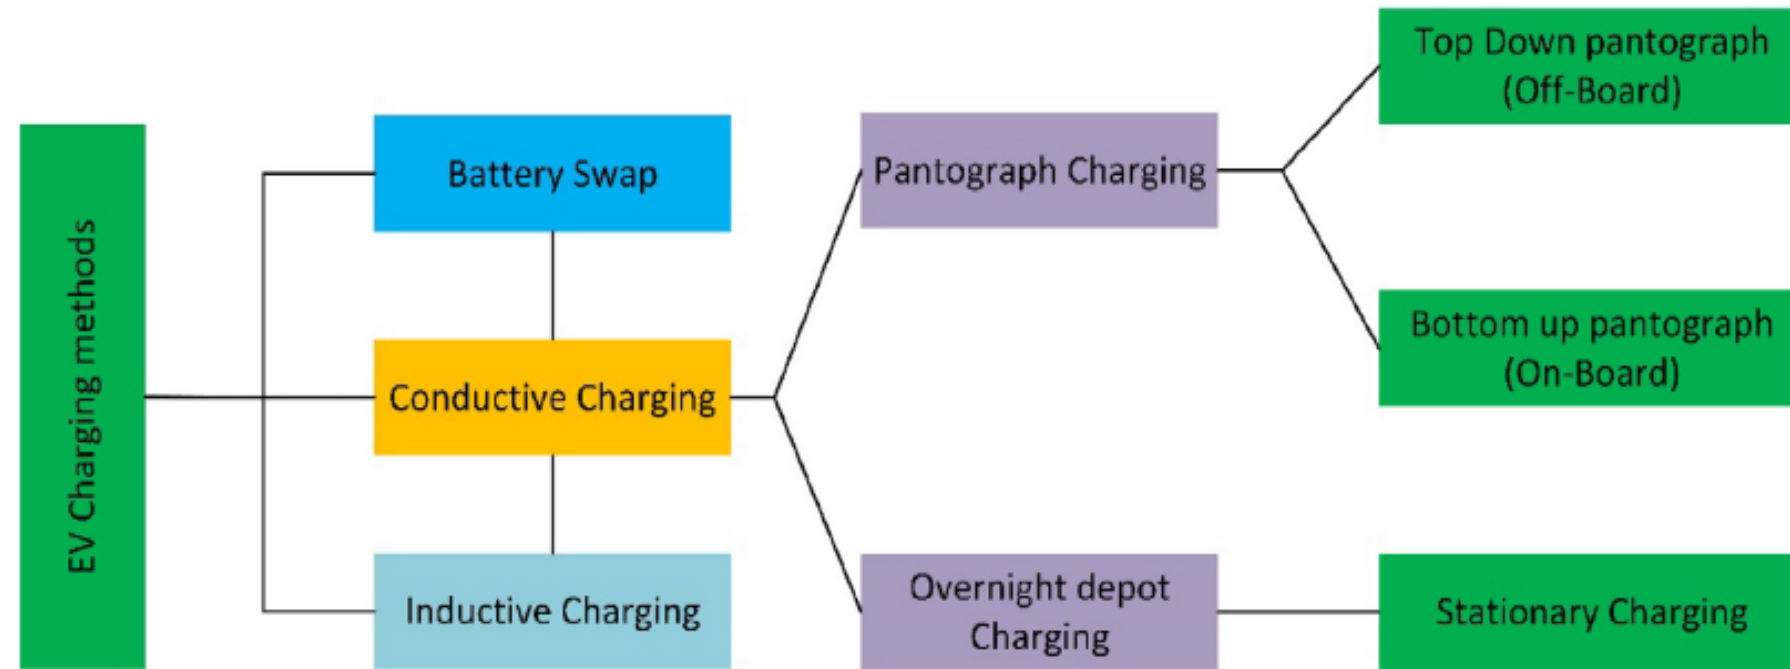 EV Charging methods
Battery Swap
Conductive Charging
Inductive Charging
Pantograph Charging
Overnight depot
Charging
Top Down pantograph
(Off-Board)
Bottom up pantograph
(On-Board)
Stationary Charging